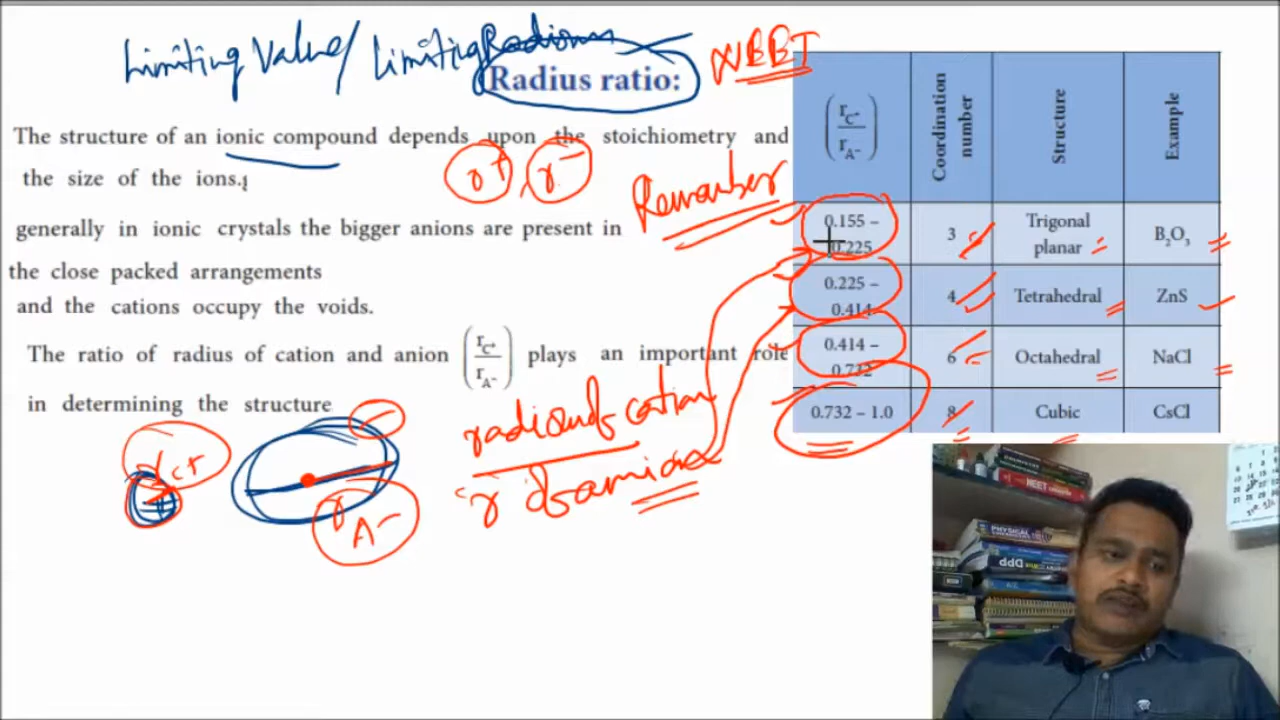 Limiting Value/ Limiting Radious
NEET
Radius ratio:
The structure of an ionic compound depends upon the stoichiometry and
the size of the ions.
r+, r-
Remember
generally in ionic crystals the bigger anions are present in
the close packed arrangements
and the cations occupy the voids.
The ratio of radius of cation and anion (rC+/rA-) plays an important role
in determining the structure
radius of cation
r of anion
rC+
rA-
(rC+/rA-) Coordination number Structure Example
0.155 – 0.225 3 Trigonal planar B₂O₃
0.225 – 0.414 4 Tetrahedral ZnS
0.414 – 0.732 6 Octahedral NaCl
0.732 – 1.0 8 Cubic CsCl
PHYSICAL
DPP
NEET